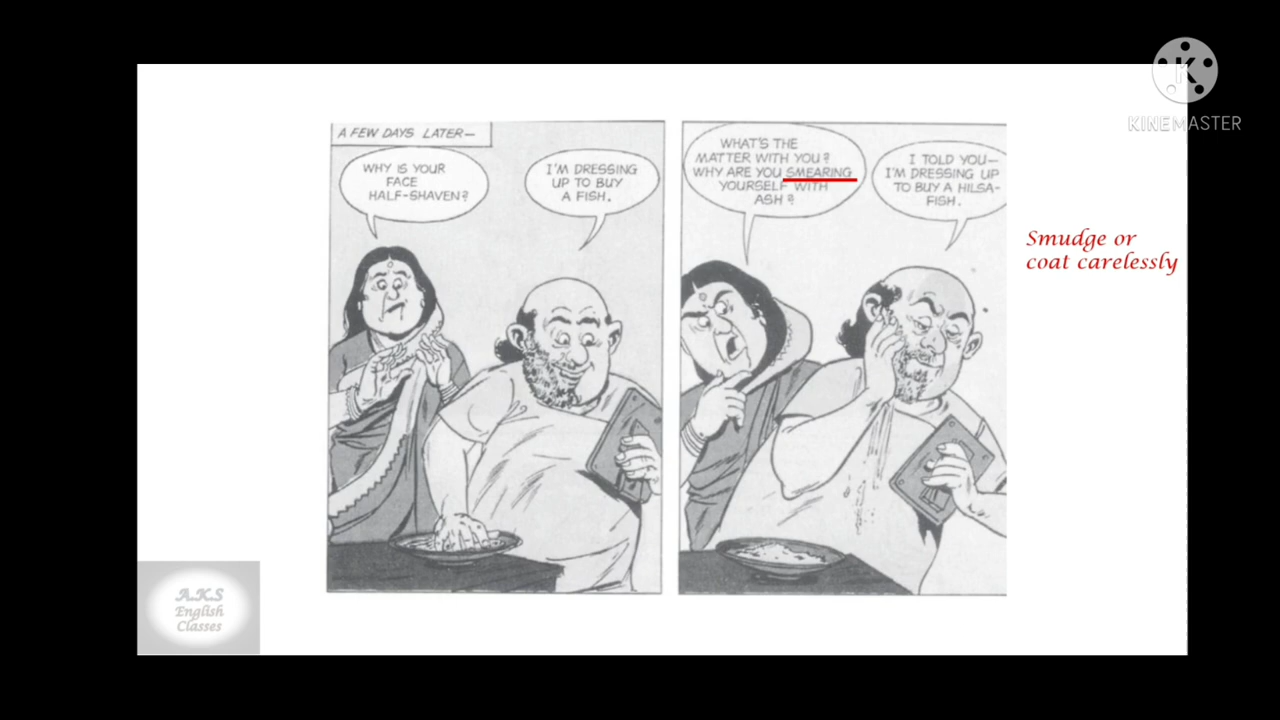 KINEMASTER
A FEW DAYS LATER—
WHY IS YOUR
FACE
HALF-SHAVEN?
I'M DRESSING
UP TO BUY
A FISH.
WHAT'S THE
MATTER WITH YOU?
WHY ARE YOU SMEARING
YOURSELF WITH
ASH?
I TOLD YOU—
I'M DRESSING UP
TO BUY A HILSA-
FISH.
Smudge or
coat carelessly
A.K.S
English
Classes